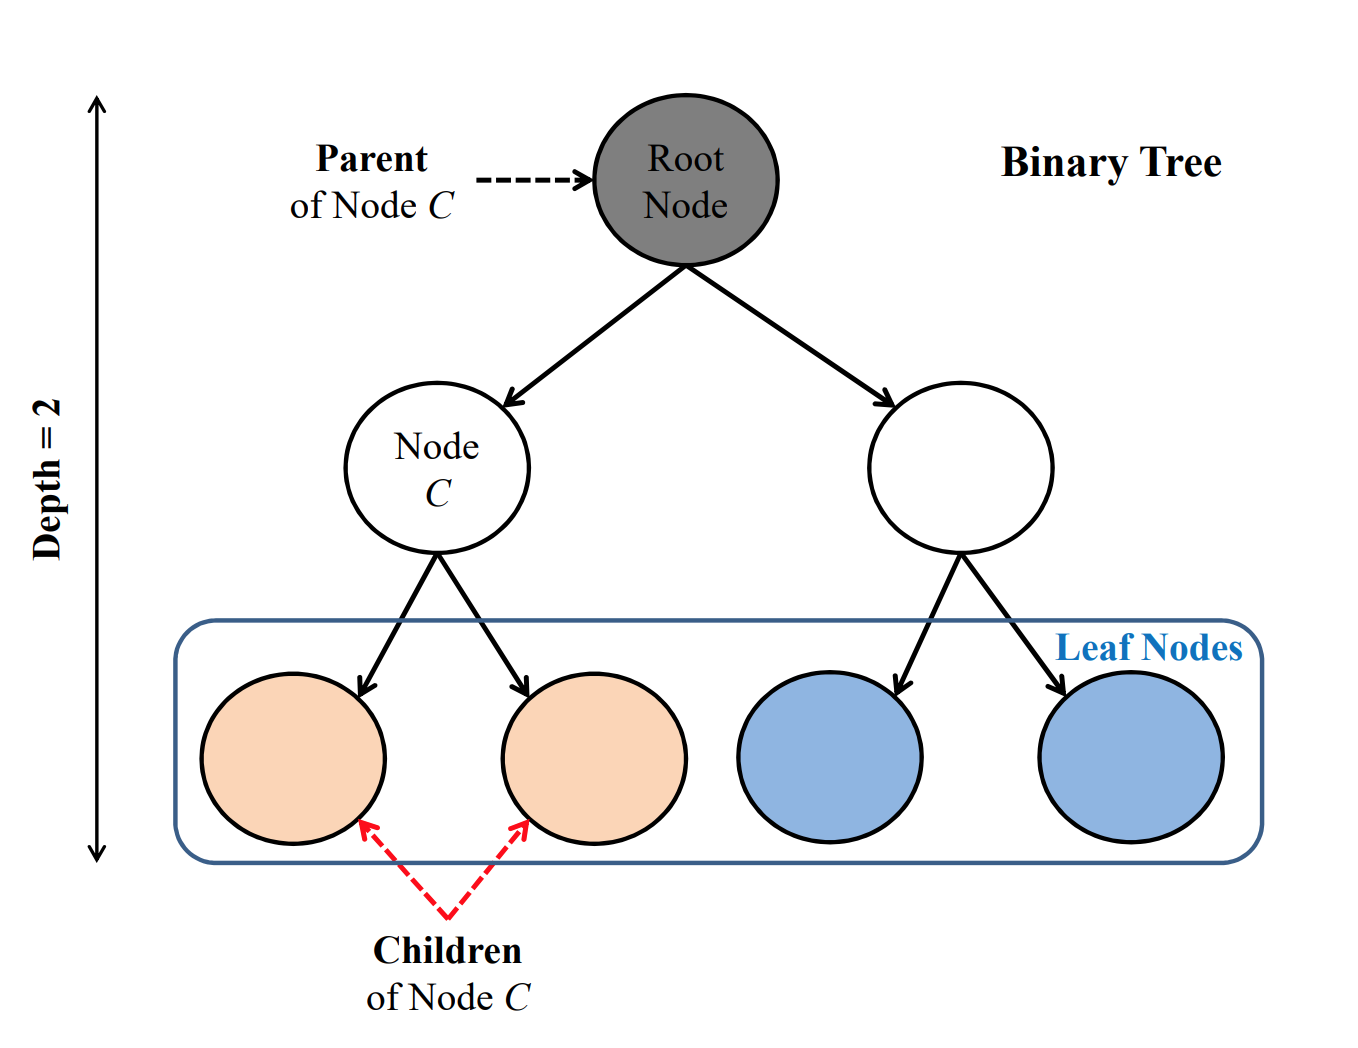 Parent
of Node C
Root
Node
Binary Tree
Depth = 2
Node
C
Leaf Nodes
Children
of Node C